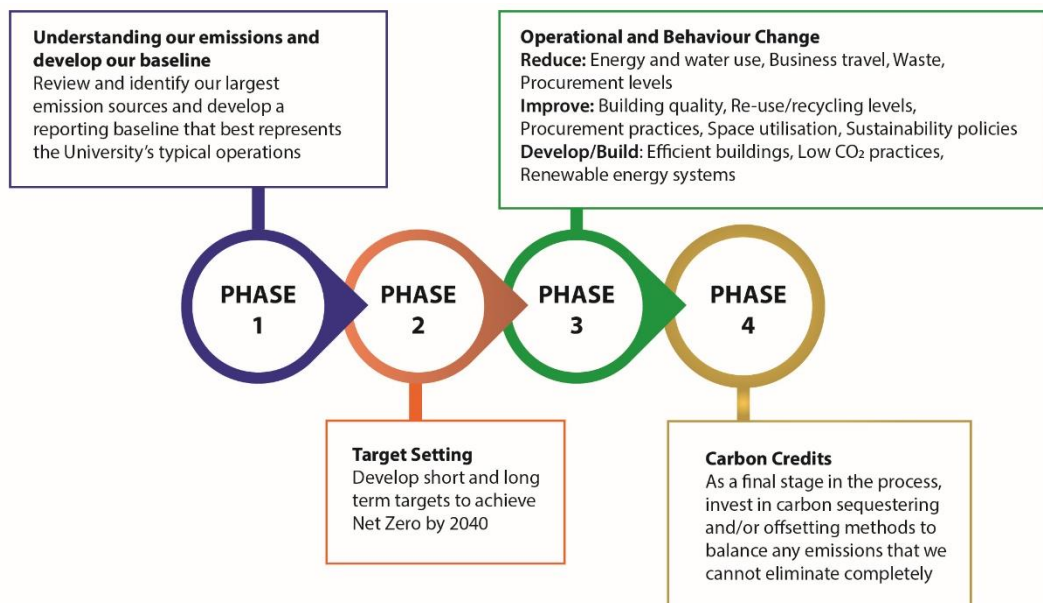 Understanding our emissions and
develop our baseline
Review and identify our largest
emission sources and develop a
reporting baseline that best represents
the University's typical operations
Operational and Behaviour Change
Reduce: Energy and water use, Business travel, Waste,
Procurement levels
Improve: Building quality, Re-use/recycling levels,
Procurement practices, Space utilisation, Sustainability policies
Develop/Build: Efficient buildings, Low CO₂ practices,
Renewable energy systems
PHASE
1
PHASE
2
PHASE
3
PHASE
4
Target Setting
Develop short and long
term targets to achieve
Net Zero by 2040
Carbon Credits
As a final stage in the process,
invest in carbon sequestering
and/or offsetting methods to
balance any emissions that we
cannot eliminate completely